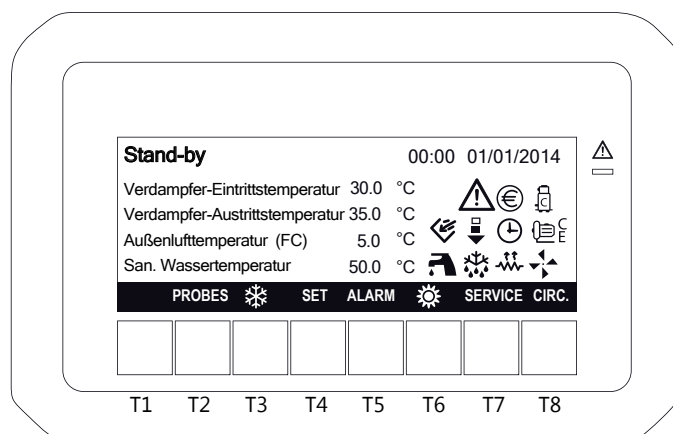 Stand-by 00:00 01/01/2014
Verdampfer-Eintrittstemperatur 30.0 °C
Verdampfer-Austrittstemperatur 35.0 °C
Außenlufttemperatur (FC) 5.0 °C
San. Wassertemperatur 50.0 °C
€ C
C
E
PROBES SET ALARM SERVICE CIRC.
T1 T2 T3 T4 T5 T6 T7 T8